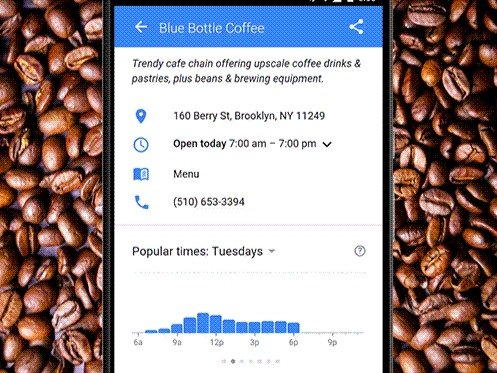 Blue Bottle Coffee
Trendy cafe chain offering upscale coffee drinks &
pastries, plus beans & brewing equipment.
160 Berry St, Brooklyn, NY 11249
Open today 7:00 am – 7:00 pm
Menu
(510) 653-3394
Popular times: Tuesdays
6a 9a 12p 3p 6p 9p